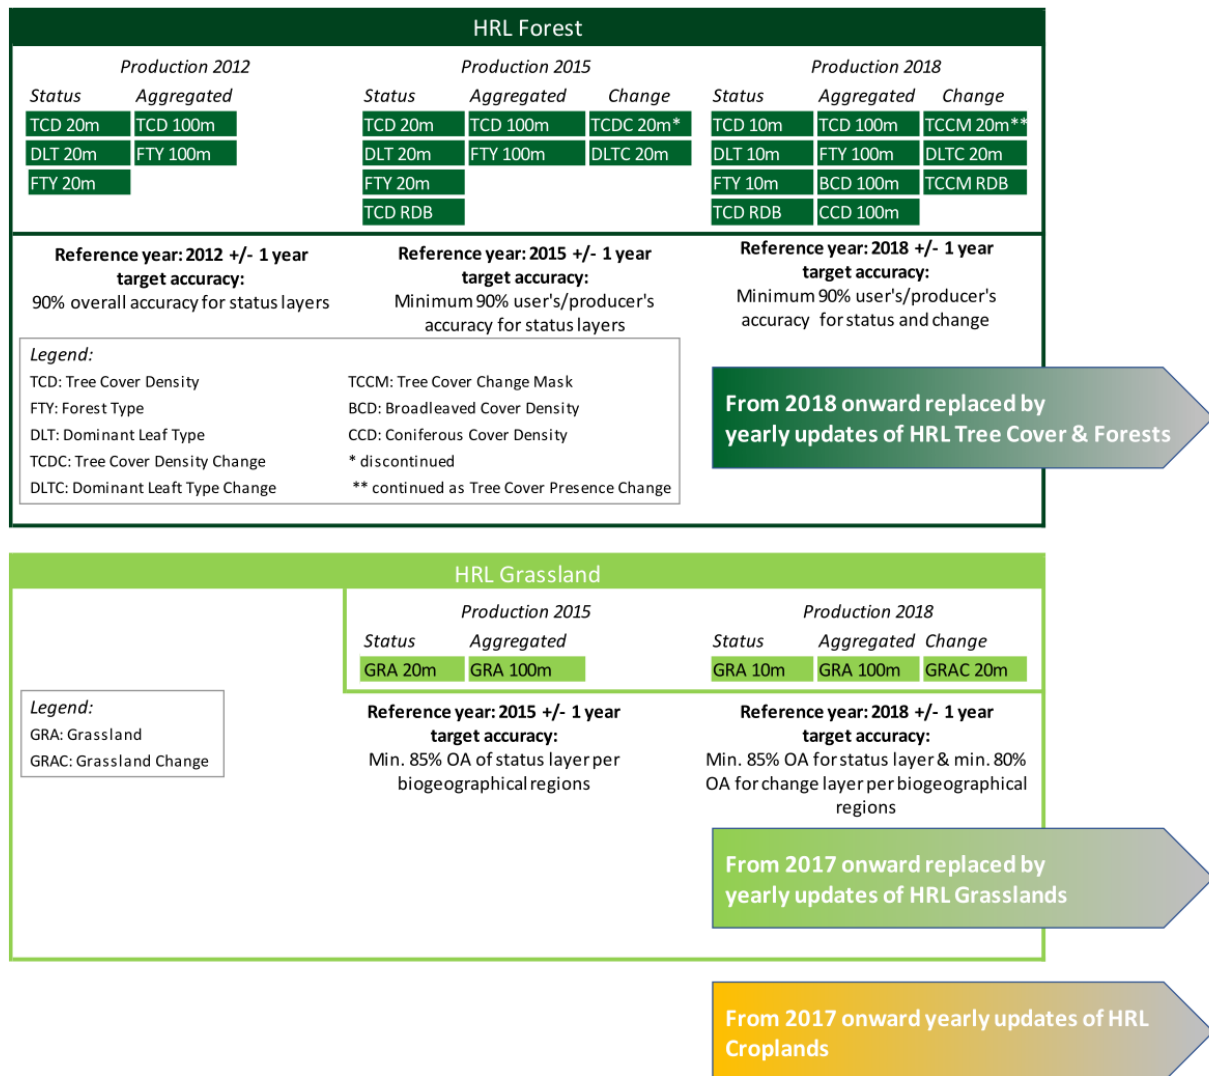 HRL Forest
Production 2012
Production 2015
Production 2018
Status Aggregated
Status Aggregated Change
Status Aggregated Change
TCD 20m TCD 100m
TCD 20m TCD 100m TCDC 20m*
TCD 10m TCD 100m TCCM 20m**
DLT 20m FTY 100m
DLT 20m FTY 100m DLTC 20m
DLT 10m FTY 100m DLTC 20m
FTY 20m
FTY 20m
FTY 10m BCD 100m TCCM RDB
TCD RDB
TCD RDB CCD 100m
Reference year: 2012 +/- 1 year
target accuracy:
90% overall accuracy for status layers
Reference year: 2015 +/- 1 year
target accuracy:
Minimum 90% user's/producer's
accuracy for status layers
Reference year: 2018 +/- 1 year
target accuracy:
Minimum 90% user's/producer's
accuracy for status and change
Legend:
TCD: Tree Cover Density
FTY: Forest Type
DLT: Dominant Leaf Type
TCDC: Tree Cover Density Change
DLTC: Dominant Leaft Type Change
TCCM: Tree Cover Change Mask
BCD: Broadleaved Cover Density
CCD: Coniferous Cover Density
* discontinued
** continued as Tree Cover Presence Change
From 2018 onward replaced by
yearly updates of HRL Tree Cover & Forests
HRL Grassland
Production 2015
Production 2018
Status Aggregated
Status Aggregated Change
GRA 20m GRA 100m
GRA 10m GRA 100m GRAC 20m
Legend:
GRA: Grassland
GRAC: Grassland Change
Reference year: 2015 +/- 1 year
target accuracy:
Min. 85% OA of status layer per
biogeographical regions
Reference year: 2018 +/- 1 year
target accuracy:
Min. 85% OA for status layer & min. 80%
OA for change layer per biogeographical
regions
From 2017 onward replaced by
yearly updates of HRL Grasslands
From 2017 onward yearly updates of HRL
Croplands